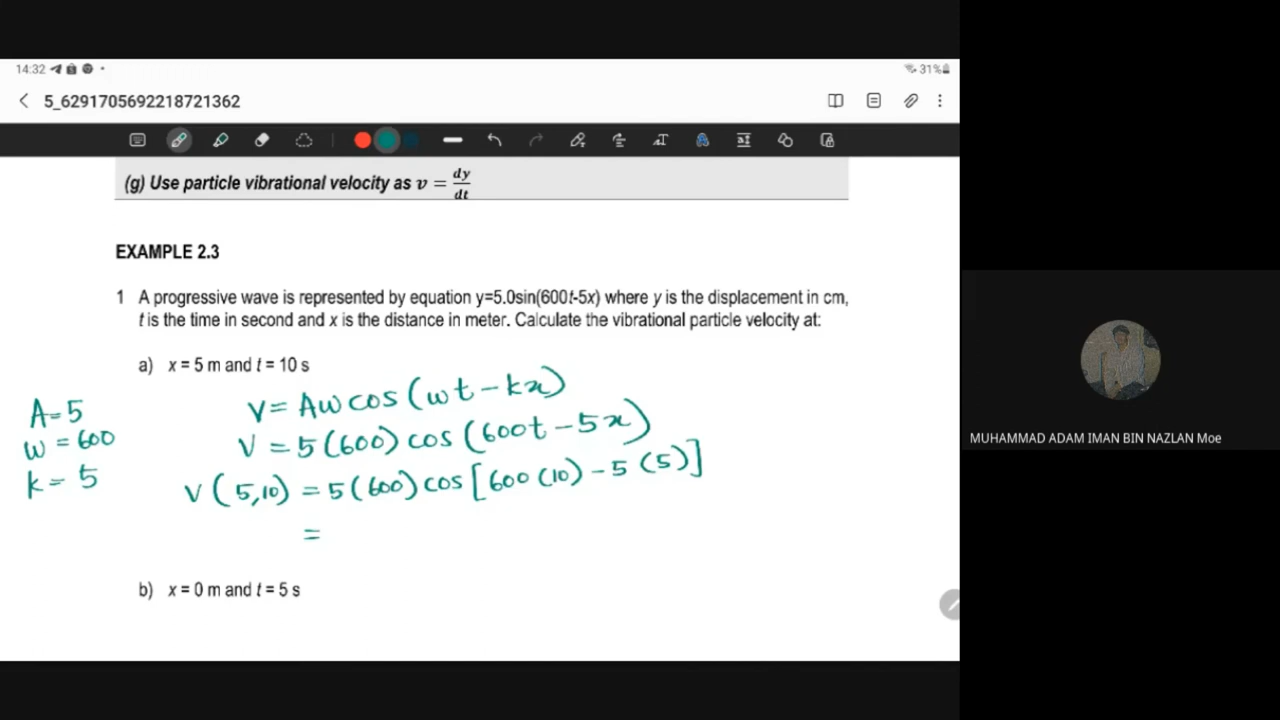 14:32
31%
5_6291705692218721362
(g) Use particle vibrational velocity as v = dy/dt
EXAMPLE 2.3
1 A progressive wave is represented by equation y=5.0sin(600t-5x) where y is the displacement in cm,
t is the time in second and x is the distance in meter. Calculate the vibrational particle velocity at:
a) x = 5 m and t = 10 s
A = 5
w = 600
k = 5
V = Aw cos (wt - kx)
V = 5 (600) cos (600t - 5x)
V (5,10) = 5 (600) cos [600 (10) - 5 (5)]
=
b) x = 0 m and t = 5 s
MUHAMMAD ADAM IMAN BIN NAZLAN Moe